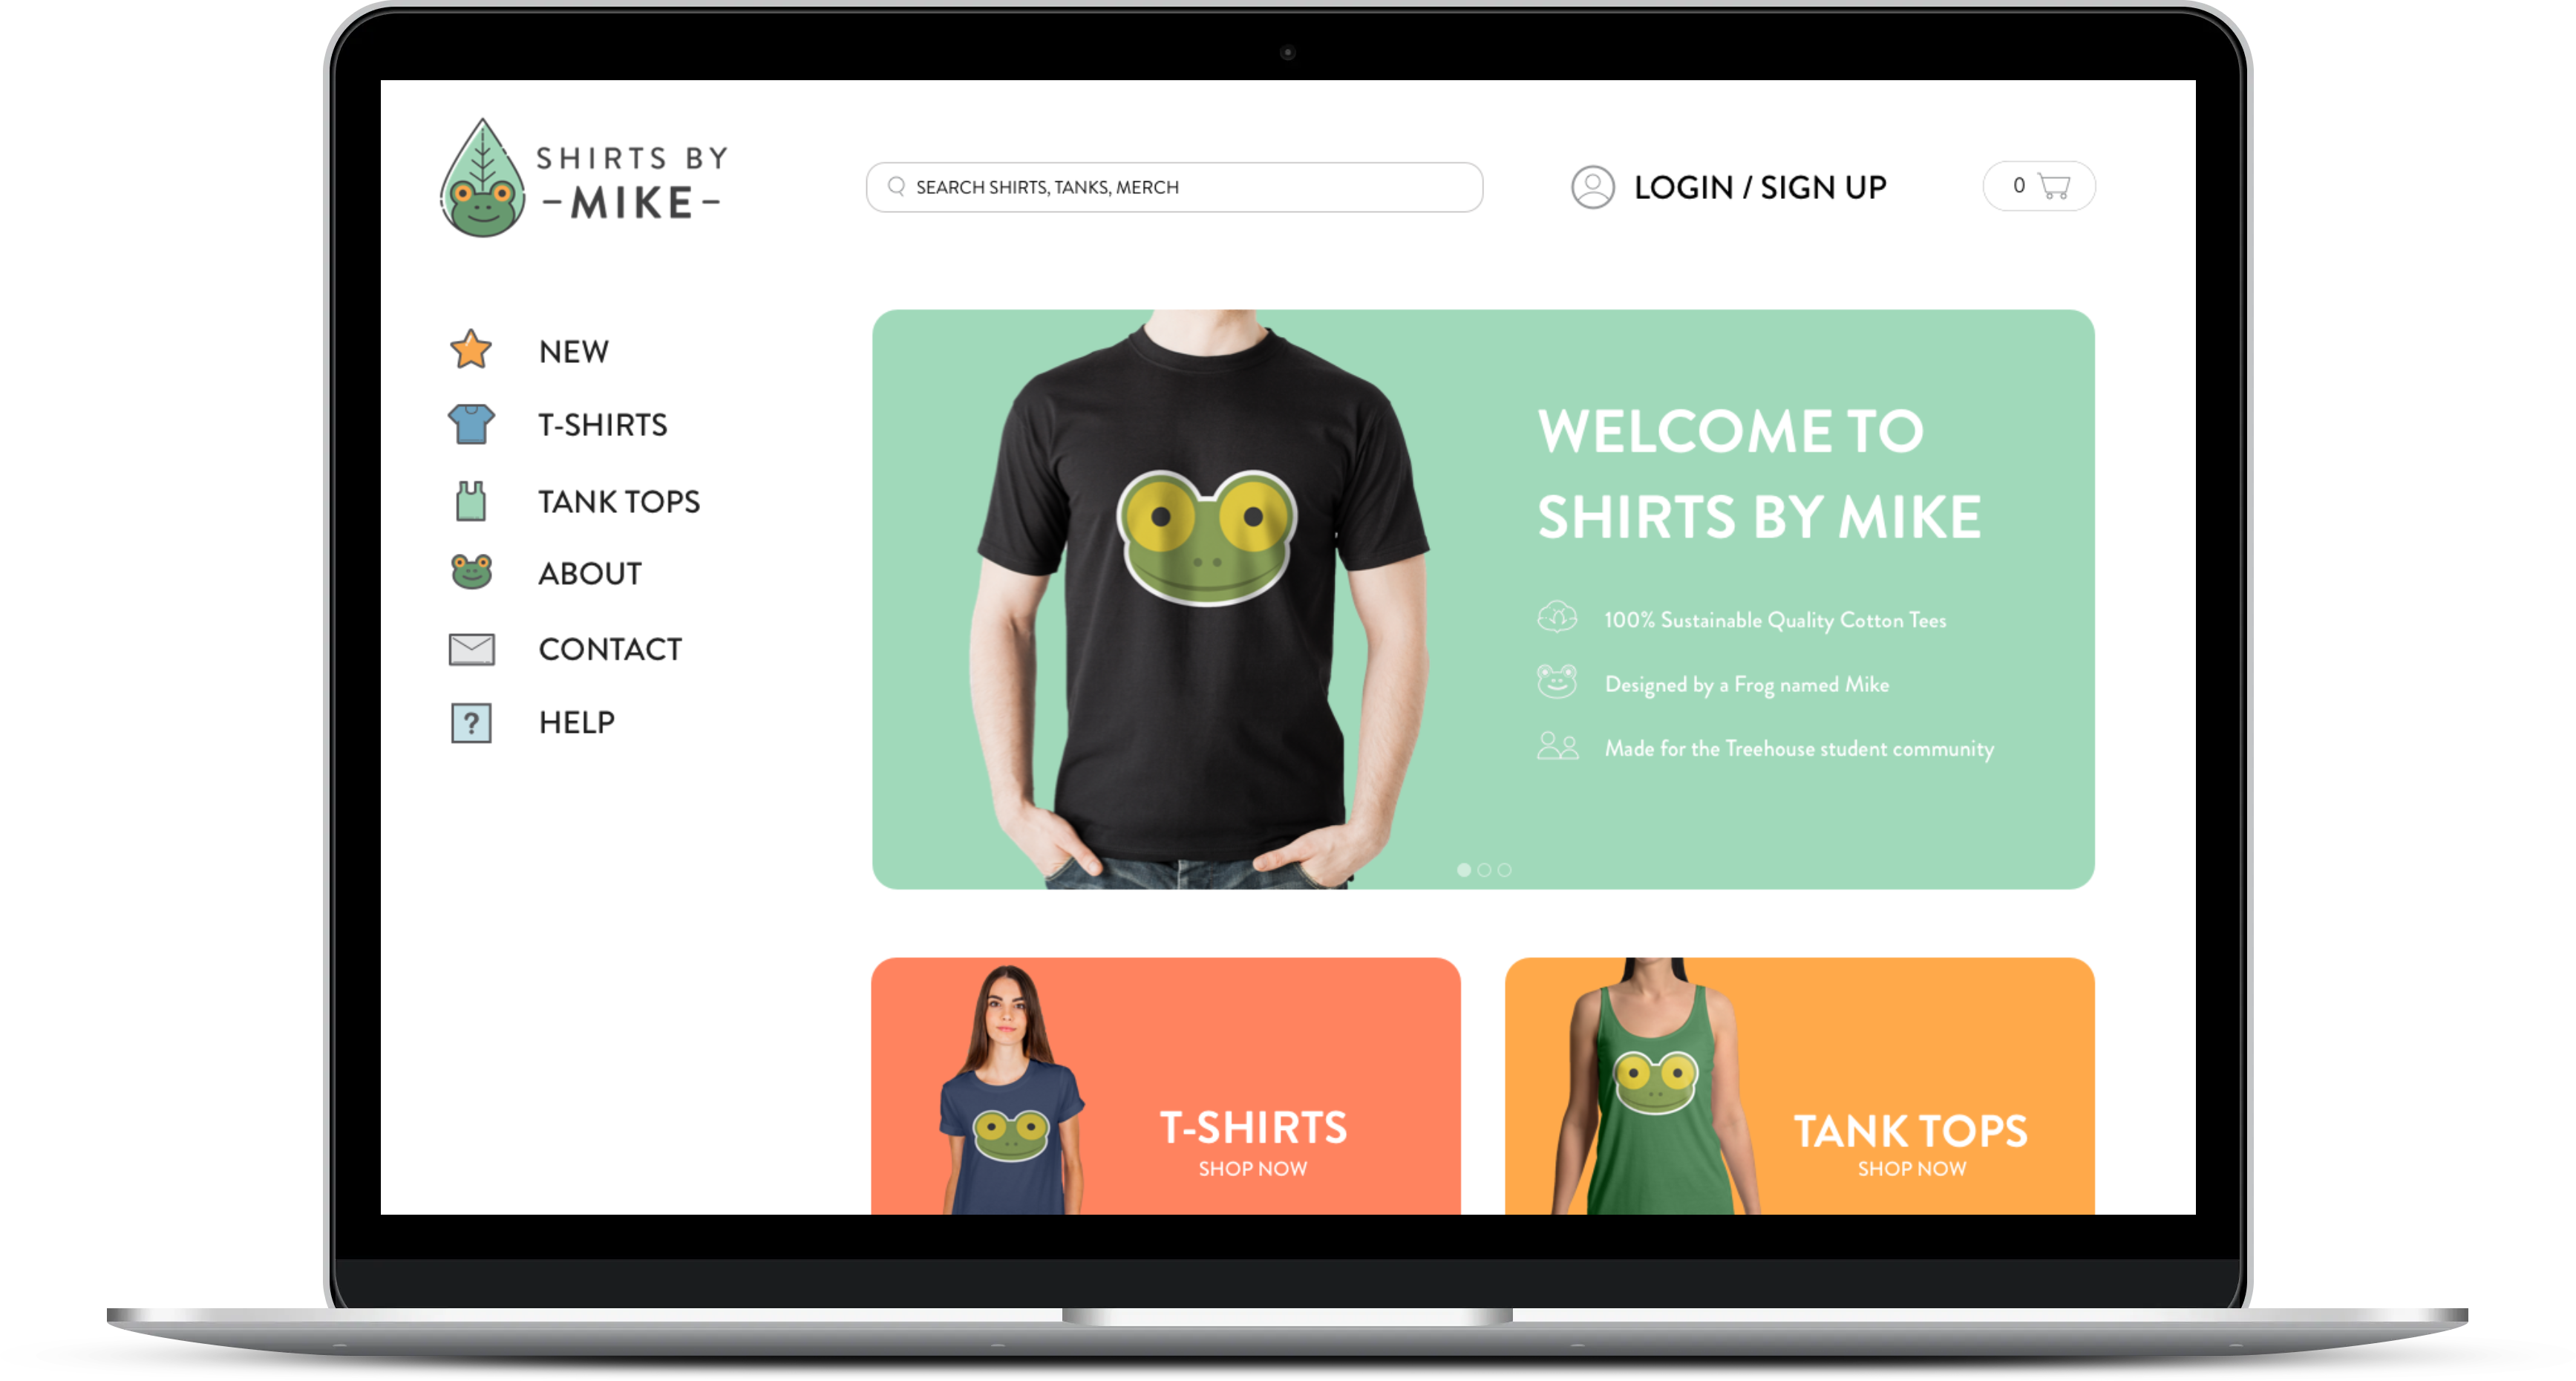 SHIRTS BY
-MIKE-
SEARCH SHIRTS, TANKS, MERCH
LOGIN / SIGN UP
0
NEW
T-SHIRTS
TANK TOPS
ABOUT
CONTACT
?
HELP
WELCOME TO
SHIRTS BY MIKE
100% Sustainable Quality Cotton Tees
Designed by a Frog named Mike
Made for the Treehouse student community
T-SHIRTS
SHOP NOW
TANK TOPS
SHOP NOW